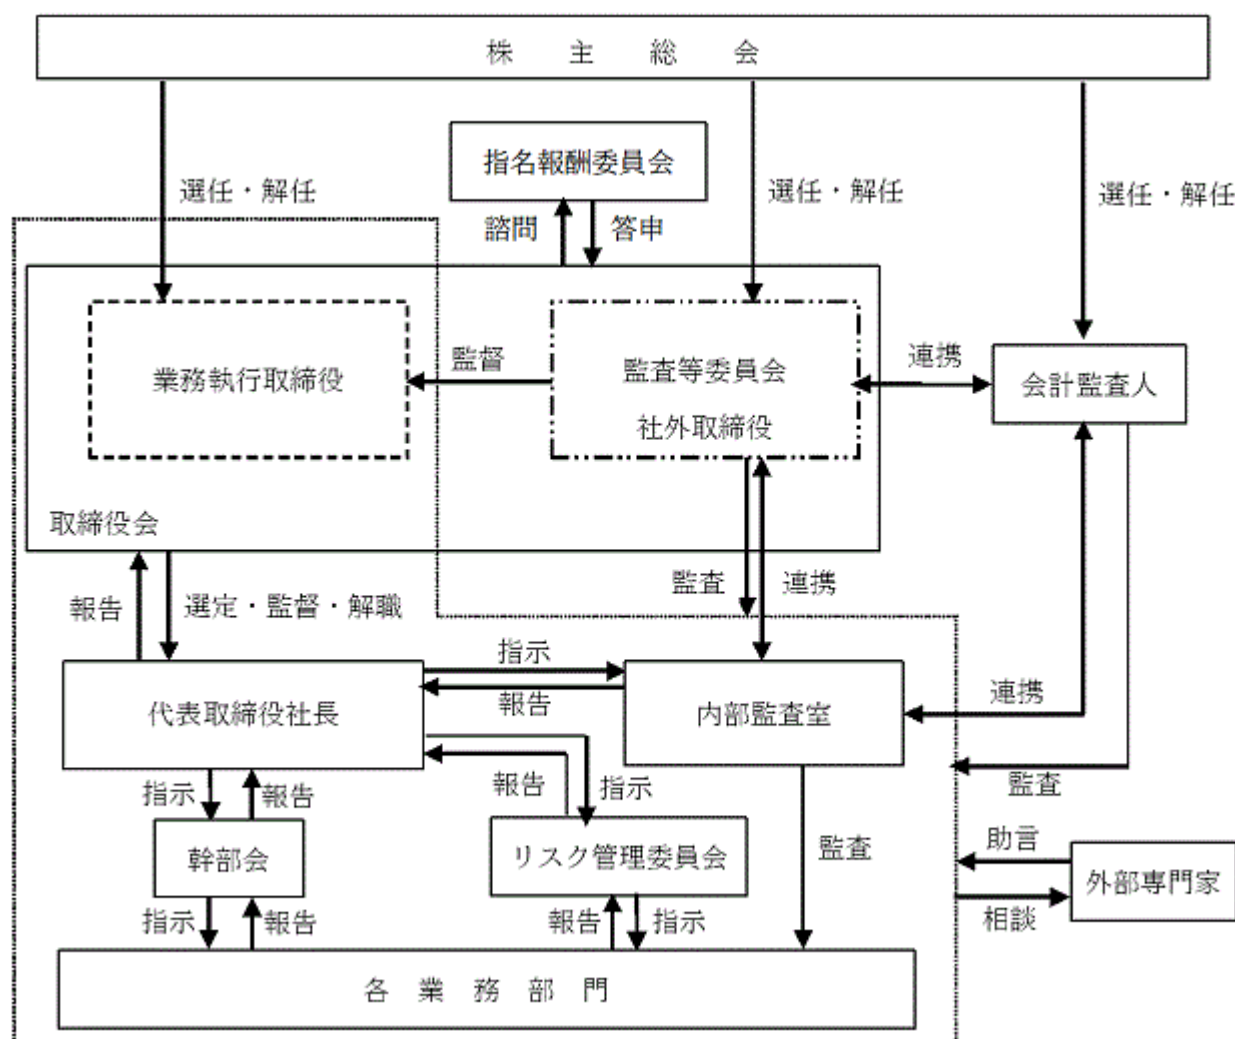 株主総会
指名報酬委員会
選任・解任
選任・解任
選任・解任
諮問
答申
業務執行取締役
監督
監査等委員会
社外取締役
連携
会計監査人
取締役会
報告
選定・監督・解職
監査
連携
指示
報告
代表取締役社長
内部監査室
連携
指示
報告
報告
指示
監査
幹部会
リスク管理委員会
監査
助言
外部専門家
相談
指示
報告
報告
指示
各業務部門